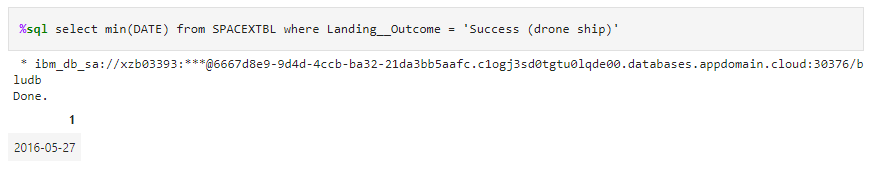 %sql select min(DATE) from SPACEXTBL where Landing__Outcome = 'Success (drone ship)'
* ibm_db_sa://xzb03393:***@6667d8e9-9d4d-4ccb-ba32-21da3bb5aafc.c1ogj3sd0tgtu0lqde00.databases.appdomain.cloud:30376/b
ludb
Done.
1
2016-05-27